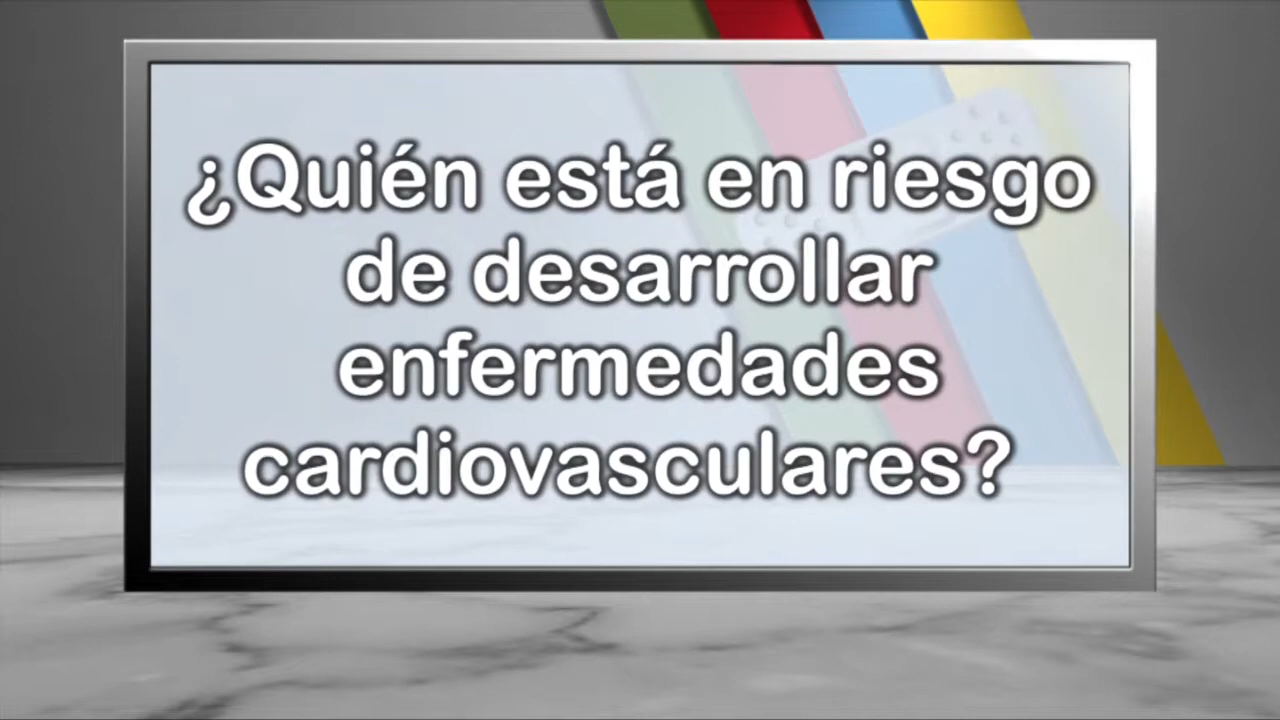 ¿Quién está en riesgo
de desarrollar
enfermedades
cardiovasculares?